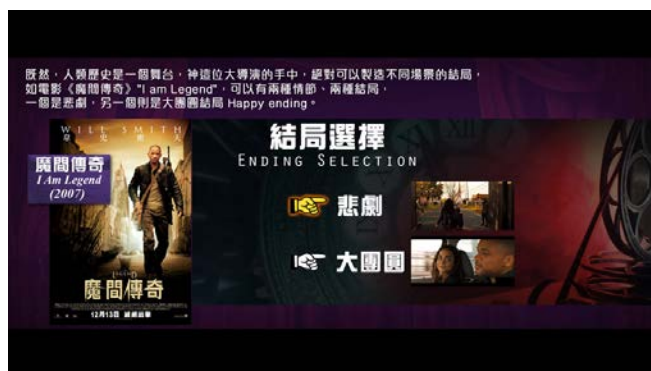 既然，人類歷史是一個舞台，神這位大導演的手中，絕對可以製造不同場景的結局，
如電影《魔間傳奇》"I am Legend"，可以有兩種情節、兩種結局，
一個是悲劇，另一個則是大團圓結局 Happy ending。
WILL SMITH
韋史密夫
魔間傳奇
I Am Legend
(2007)
LEGEND
魔間傳奇
12月13日
結局選擇
ENDING SELECTION
悲劇
大團圓